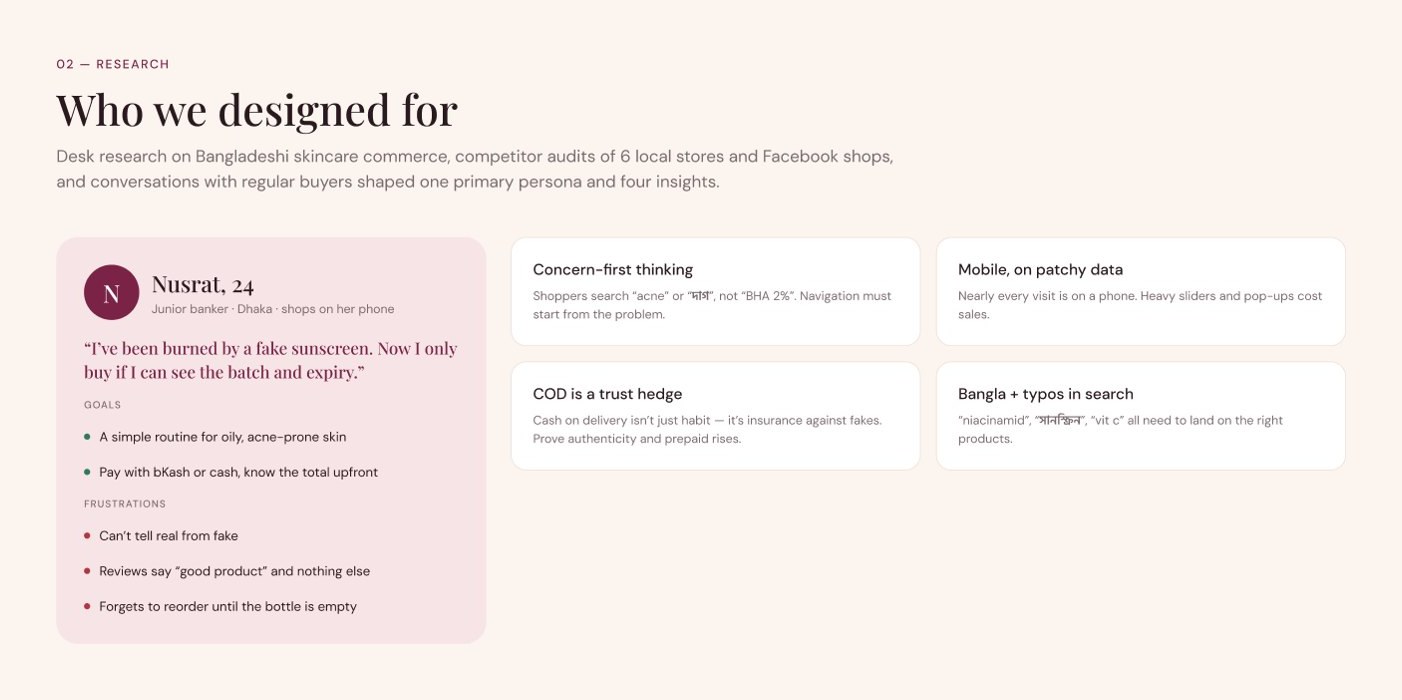 02 — RESEARCH
Who we designed for
Desk research on Bangladeshi skincare commerce, competitor audits of 6 local stores and Facebook shops,
and conversations with regular buyers shaped one primary persona and four insights.
N
Nusrat, 24
Junior banker · Dhaka · shops on her phone
“I’ve been burned by a fake sunscreen. Now I only
buy if I can see the batch and expiry.”
GOALS
A simple routine for oily, acne-prone skin
Pay with bKash or cash, know the total upfront
FRUSTRATIONS
Can’t tell real from fake
Reviews say “good product” and nothing else
Forgets to reorder until the bottle is empty
Concern-first thinking
Shoppers search “acne” or “দাগ”, not “BHA 2%”. Navigation must
start from the problem.
Mobile, on patchy data
Nearly every visit is on a phone. Heavy sliders and pop-ups cost
sales.
COD is a trust hedge
Cash on delivery isn’t just habit — it’s insurance against fakes.
Prove authenticity and prepaid rises.
Bangla + typos in search
“niacinamid”, “সানস্ক্রিন”, “vit c” all need to land on the right
products.